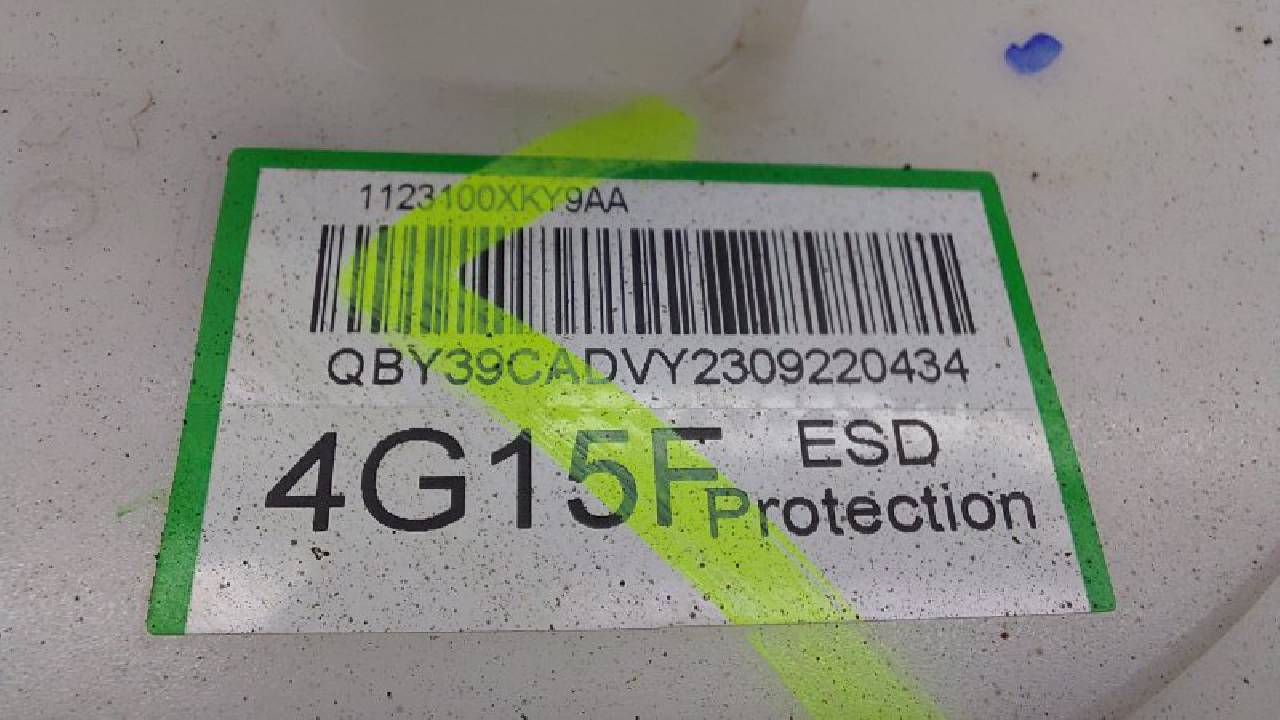 1123100XKY9AA
QBY39CADVY2309220434
4G15F ESD
Protection